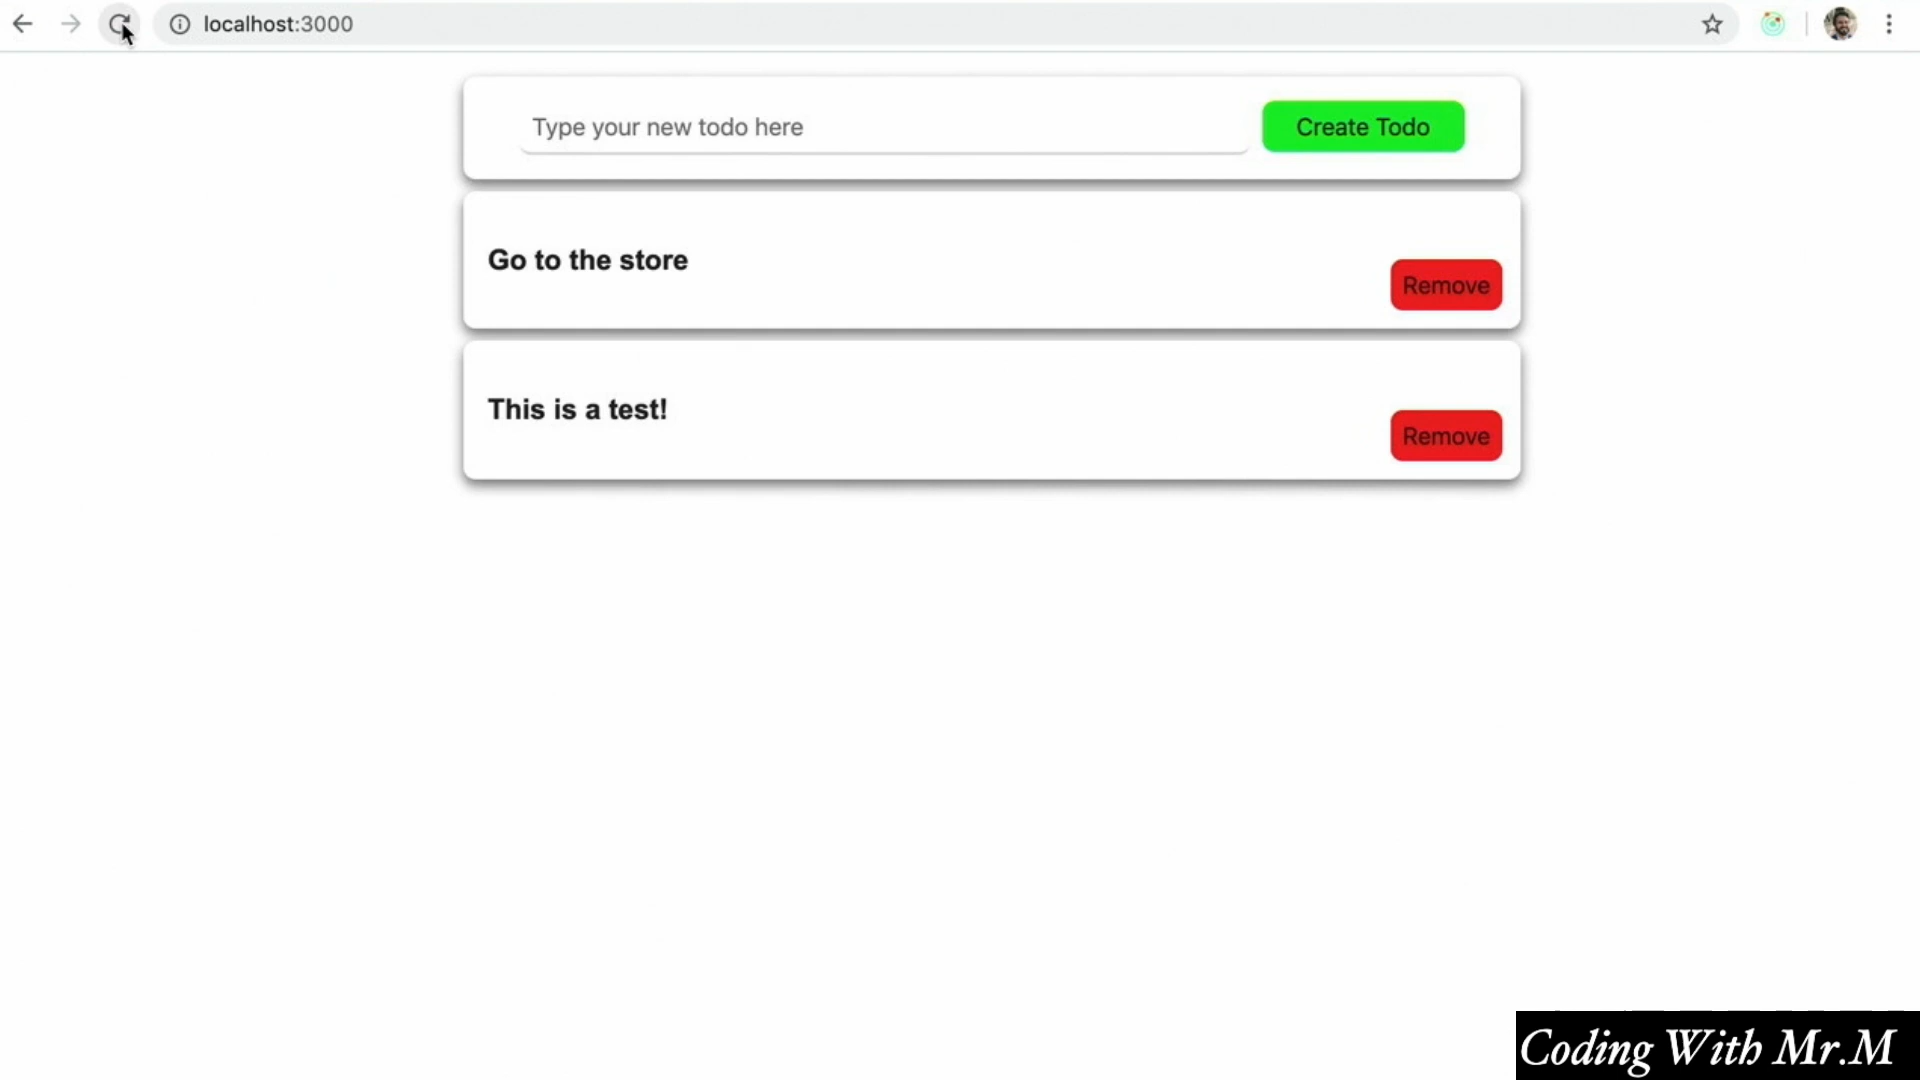 localhost:3000
Type your new todo here
Create Todo
Go to the store
Remove
This is a test!
Remove
Coding With Mr.M